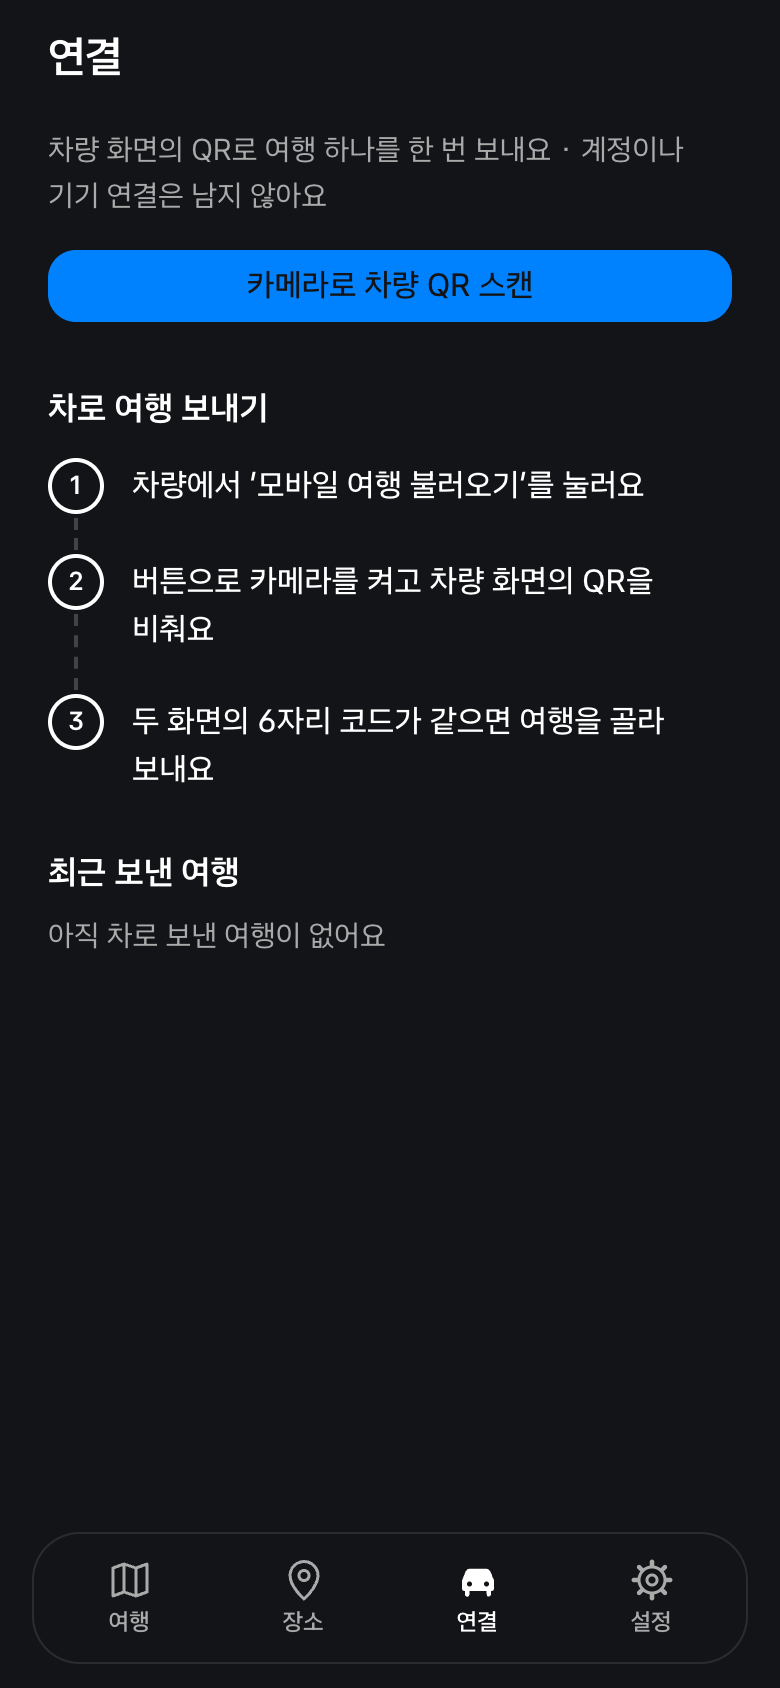 연결
차량 화면의 QR로 여행 하나를 한 번 보내요 · 계정이나
기기 연결은 남지 않아요
카메라로 차량 QR 스캔
차로 여행 보내기
1 차량에서 '모바일 여행 불러오기'를 눌러요
2 버튼으로 카메라를 켜고 차량 화면의 QR을
비춰요
3 두 화면의 6자리 코드가 같으면 여행을 골라
보내요
최근 보낸 여행
아직 차로 보낸 여행이 없어요
여행 장소 연결 설정